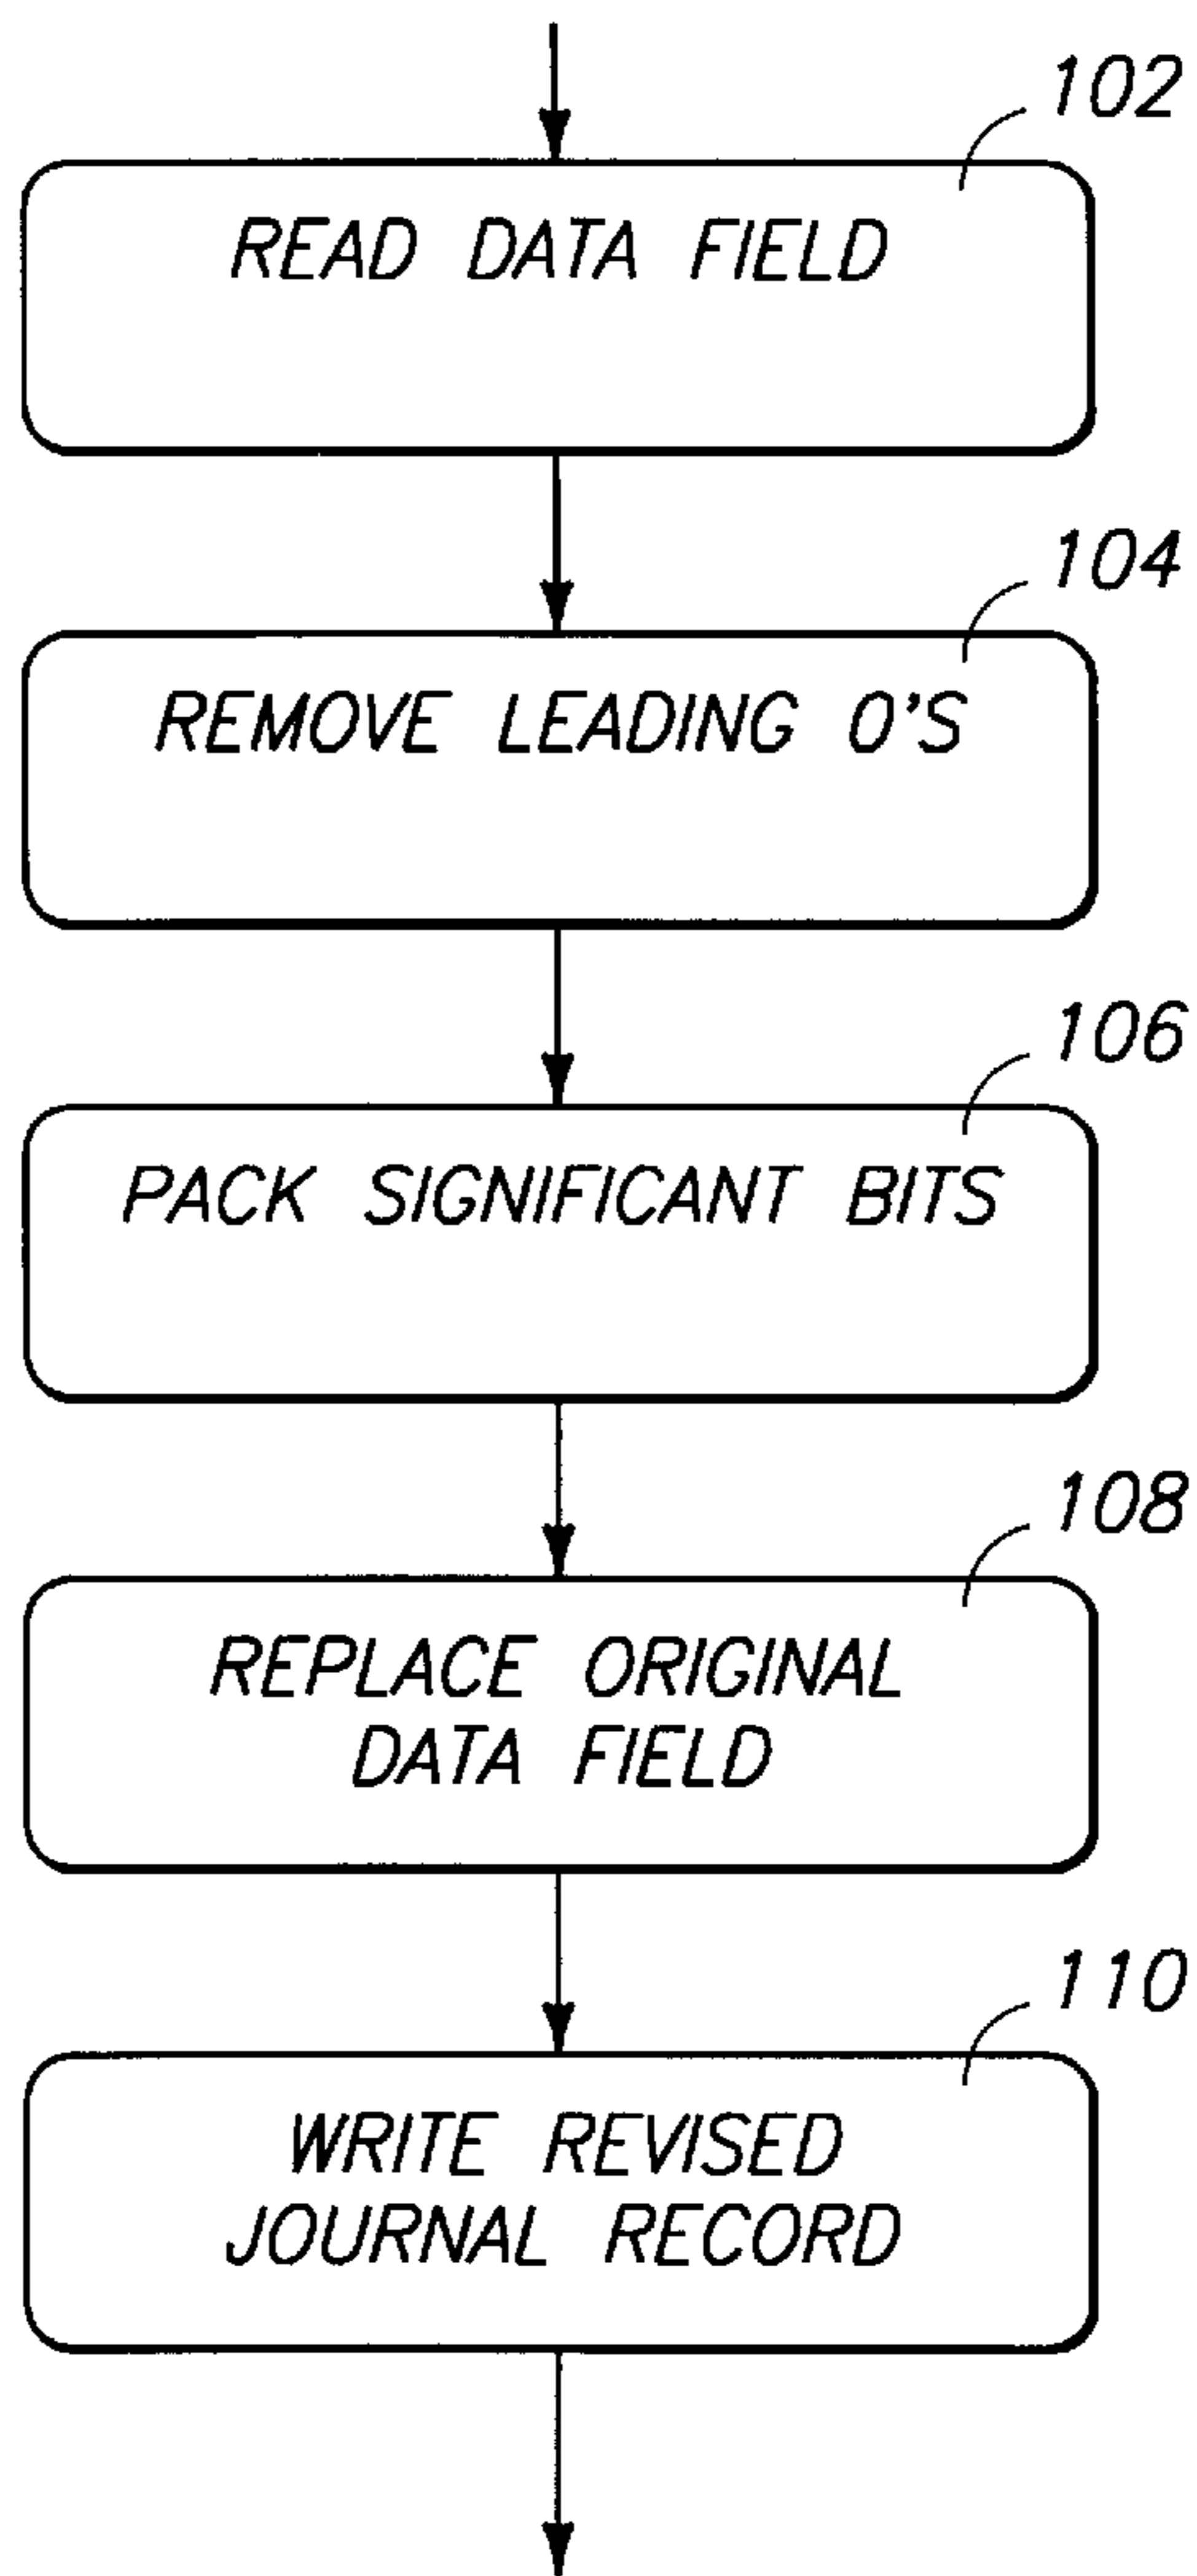 102
READ DATA FIELD
104
REMOVE LEADING 0'S
106
PACK SIGNIFICANT BITS
108
REPLACE ORIGINAL
DATA FIELD
110
WRITE REVISED
JOURNAL RECORD